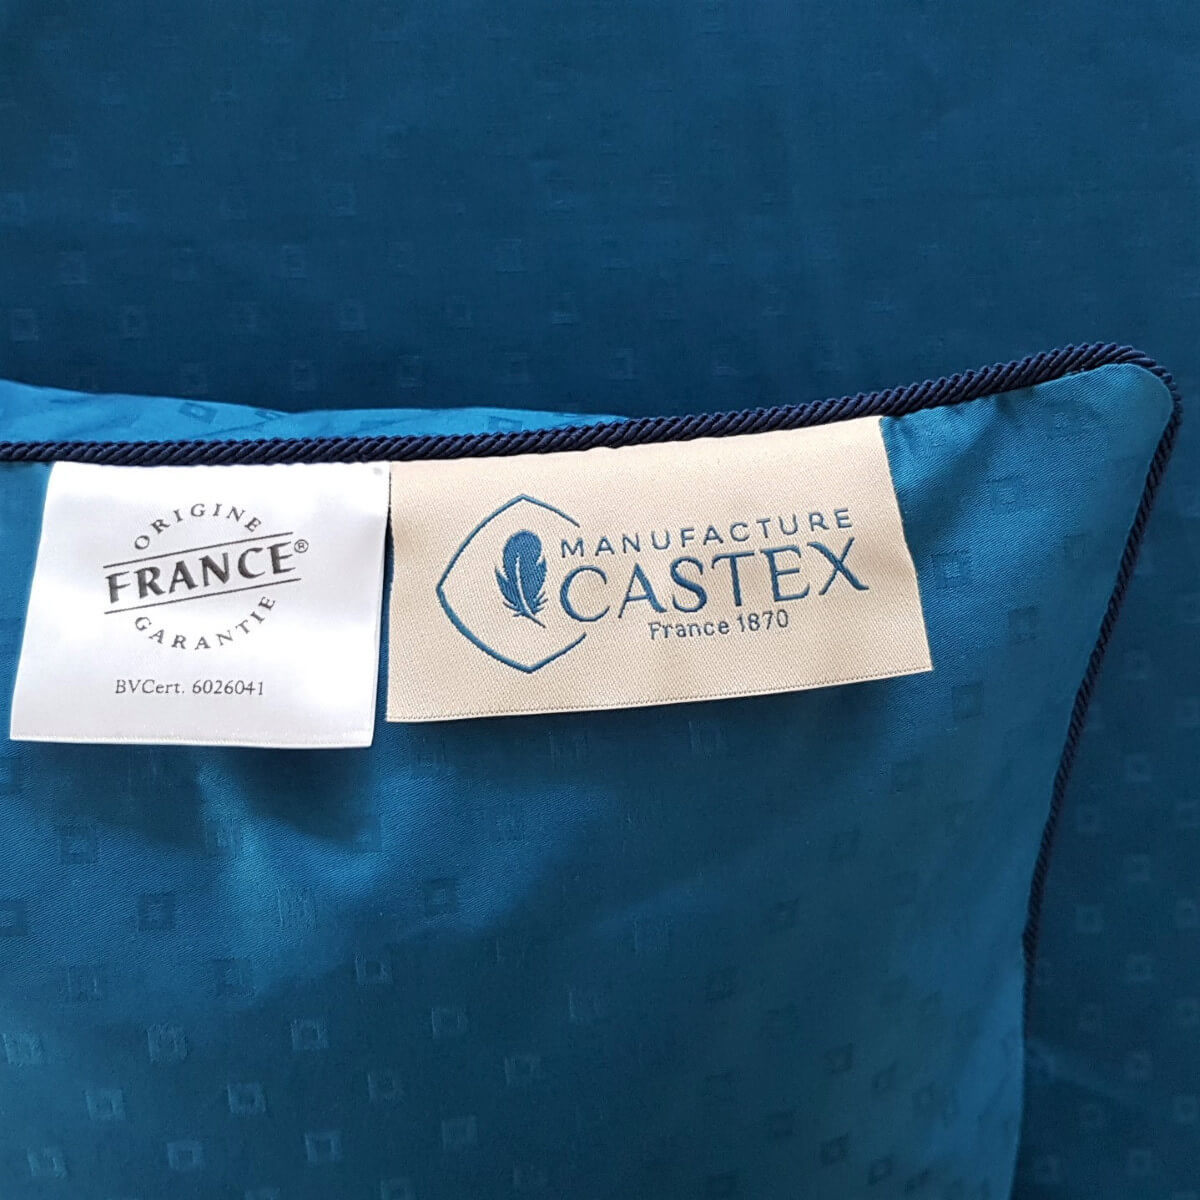 ORIGINE
FRANCE®
GARANTIE
BVCert. 6026041
MANUFACTURE
CASTEX
France 1870